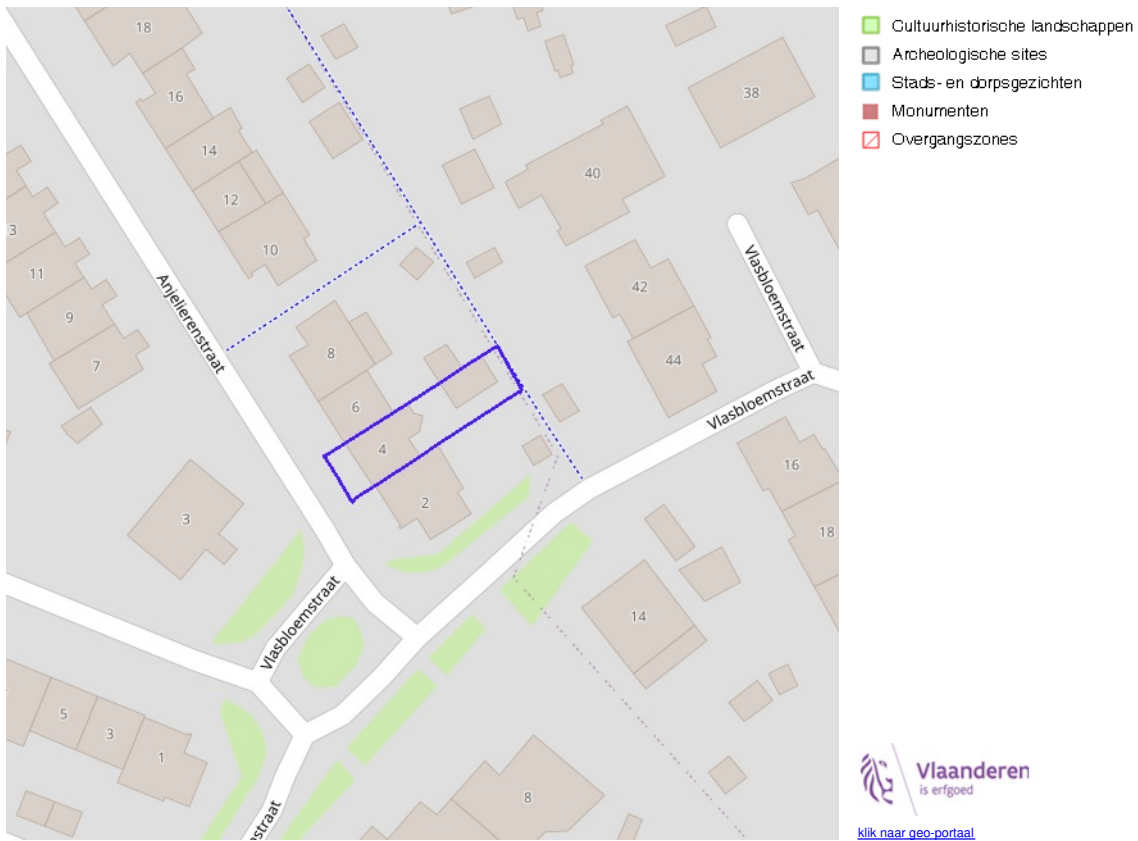 18
16
14
12
10
3
11
9
7
8
6
4
2
3
38
40
42
44
16
18
14
5
3
1
8
Anjelierenstraat
Vlasbloemstraat
Vlasbloemstraat
Vlasbloemstraat
straat
Cultuurhistorische landschappen
Archeologische sites
Stads- en dorpsgezichten
Monumenten
Overgangszones
Vlaanderen
is erfgoed
klik naar geo-portaal